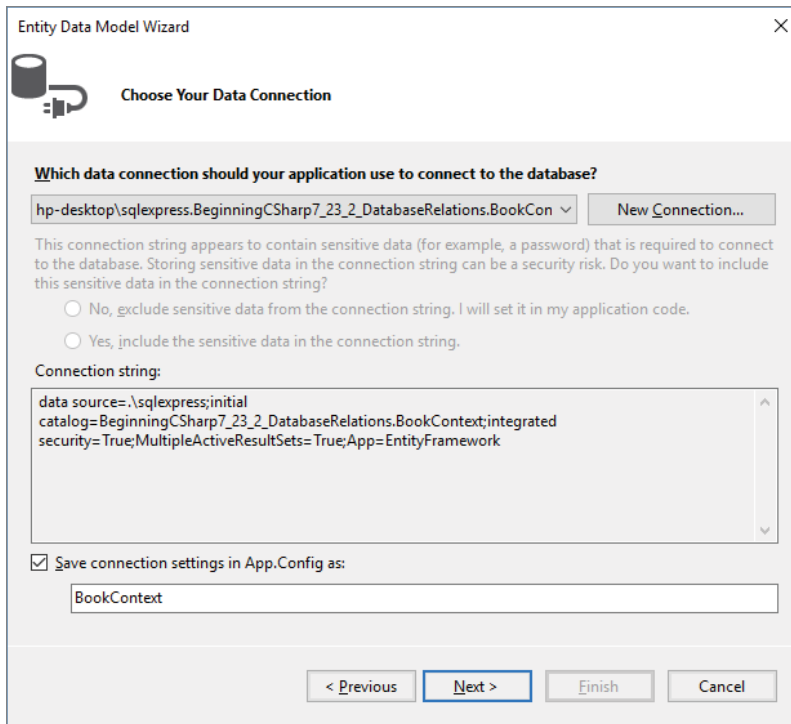 Entity Data Model Wizard
Choose Your Data Connection
Which data connection should your application use to connect to the database?
hp-desktop\sqlexpress.BeginningCSharp7_23_2_DatabaseRelations.BookCon
New Connection...
This connection string appears to contain sensitive data (for example, a password) that is required to connect
to the database. Storing sensitive data in the connection string can be a security risk. Do you want to include
this sensitive data in the connection string?
No, exclude sensitive data from the connection string. I will set it in my application code.
Yes, include the sensitive data in the connection string.
Connection string:
data source=.\sqlexpress;initial
catalog=BeginningCSharp7_23_2_DatabaseRelations.BookContext;integrated
security=True;MultipleActiveResultSets=True;App=EntityFramework
Save connection settings in App.Config as:
BookContext
< Previous
Next >
Finish
Cancel